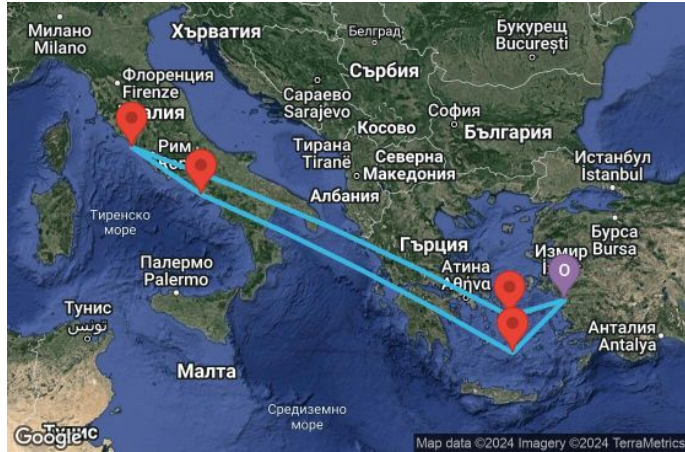 Милано
Milano
Хърватия
Белград
Букурещ
București
Флоренция
Firenze
Сърбия
Сараево
Sarajevo
София
Косово
България
Рим
Тирана
Tiranë
Северна
Македония
Истанбул
İstanbul
Албания
Тиренско
море
Гърция
Бурса
Bursa
Измир
Палермо
Palermo
Атина
Αθήνα
O
Тунис
تونس
Анталия
Antalya
Малта
Средиземно
море
Тунис
Google
Map data ©2024 Imagery ©2024 TerraMetrics